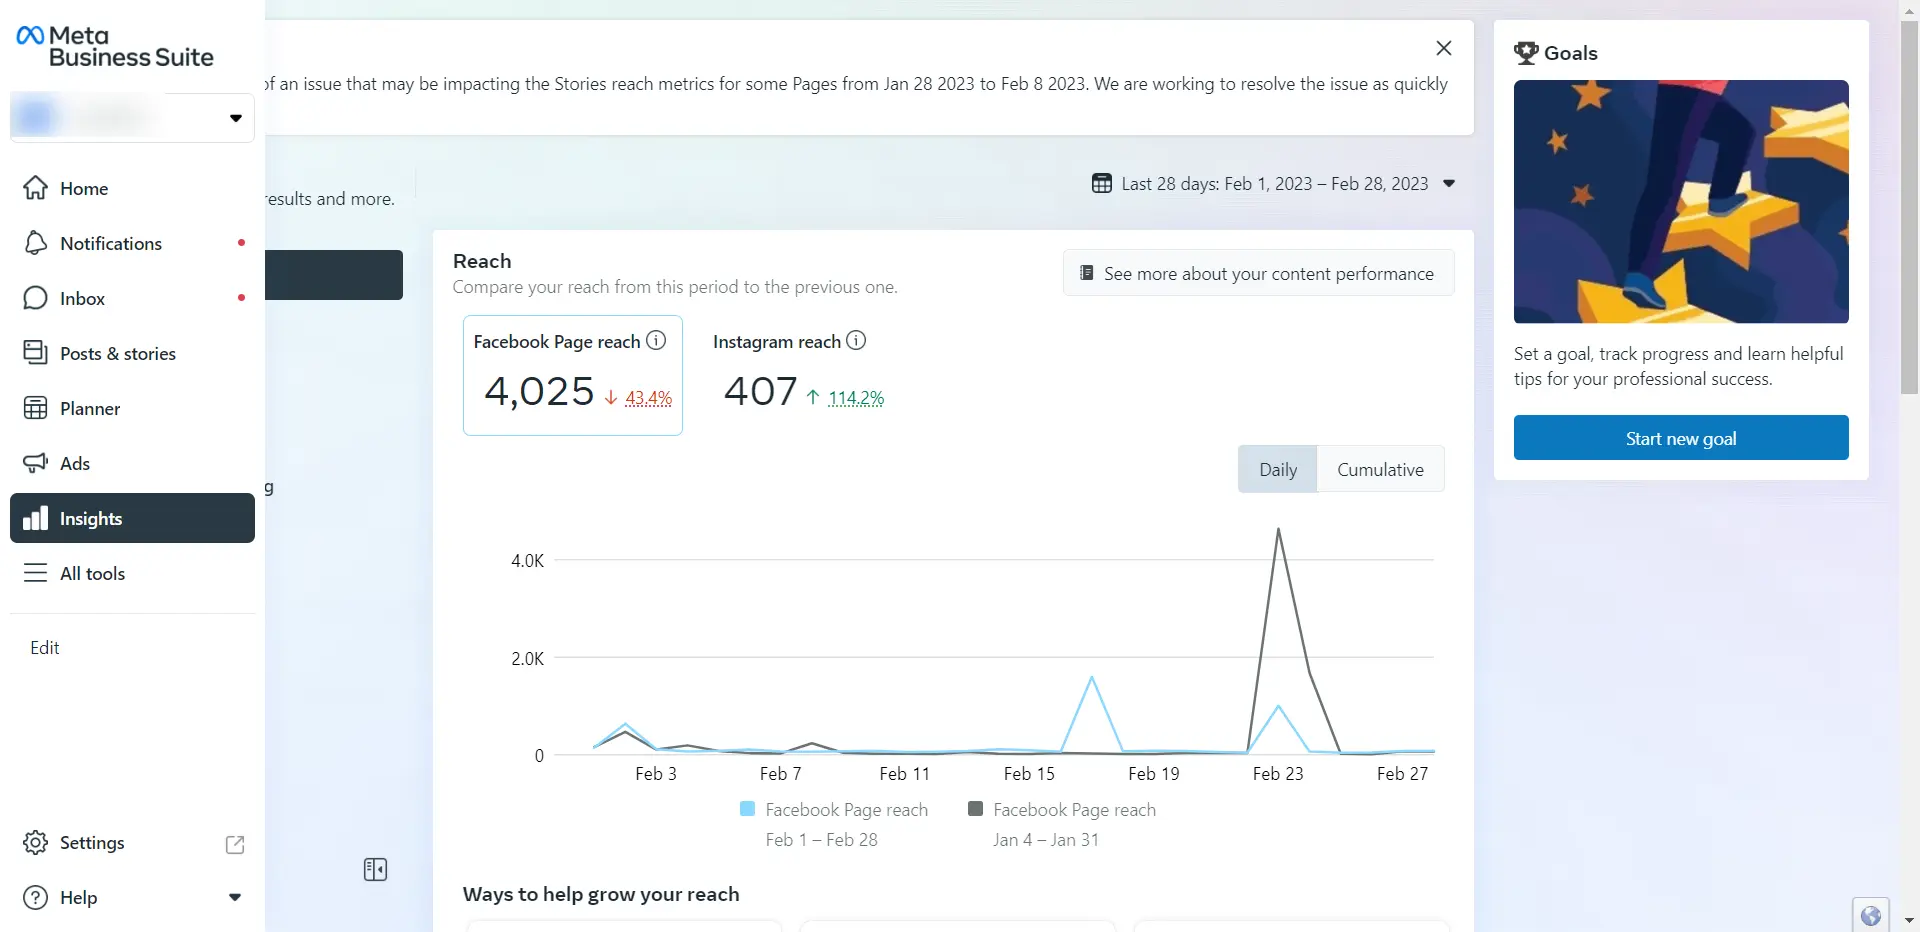 Meta
Business Suite
Home
Notifications
Inbox
Posts & stories
Planner
Ads
Insights
All tools
Edit
Settings
Help
of an issue that may be impacting the Stories reach metrics for some Pages from Jan 28 2023 to Feb 8 2023. We are working to resolve the issue as quickly
results and more.
Last 28 days: Feb 1, 2023 – Feb 28, 2023
g
Reach
Compare your reach from this period to the previous one.
See more about your content performance
Facebook Page reach
4,025 ↓ 43.4%
Instagram reach
407 ↑ 114.2%
Daily
Cumulative
4.0K
2.0K
0
Feb 3 Feb 7 Feb 11 Feb 15 Feb 19 Feb 23 Feb 27
Facebook Page reach
Feb 1 – Feb 28
Facebook Page reach
Jan 4 – Jan 31
Ways to help grow your reach
Goals
Set a goal, track progress and learn helpful
tips for your professional success.
Start new goal